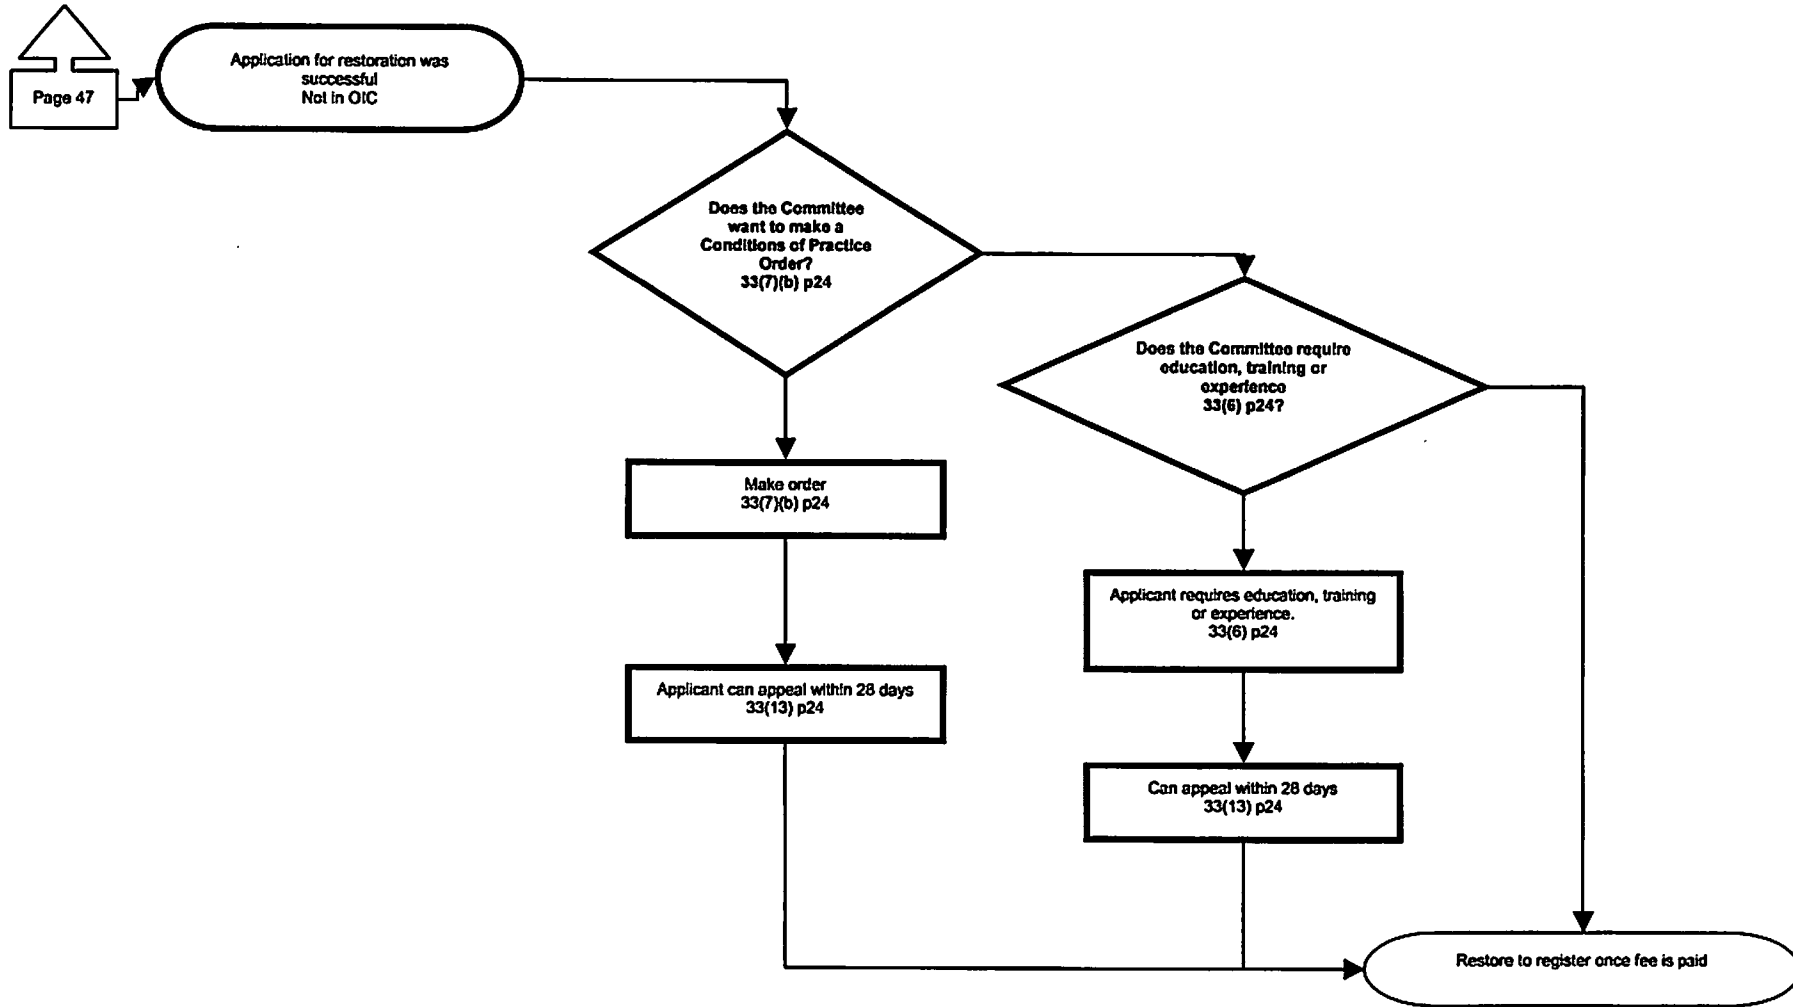 Page 47
Application for restoration was
successful
Not in OIC
Does the Committee
want to make a
Conditions of Practice
Order?
33(7)(b) p24
Does the Committee require
education, training or
experience
33(6) p24?
Make order
33(7)(b) p24
Applicant requires education, training
or experience.
33(6) p24
Applicant can appeal within 28 days
33(13) p24
Can appeal within 28 days
33(13) p24
Restore to register once fee is paid